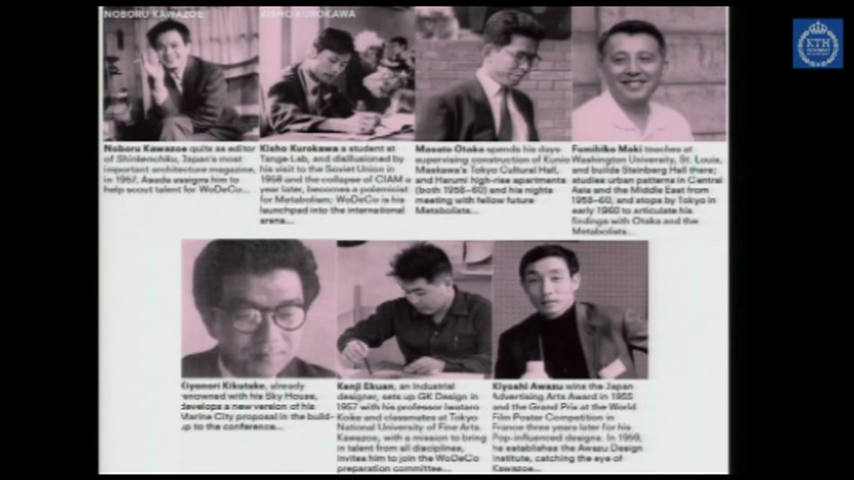 NOBORU KAWAZOE
KISHO KUROKAWA
Noboru Kawazoe quits as editor
of Shinkenchiku, Japan's most
important architecture magazine,
in 1957. Asada assigns him to
help scout talent for WoDeCo...
Kisho Kurokawa a student at
Tange Lab, and disillusioned by
his visit to the Soviet Union in
1958 and the collapse of CIAM a
year later, becomes a polemicist
for Metabolism; WoDeCo is his
launchpad into the international
arena...
Masato Otaka spends his days
supervising construction of Kunio
Maekawa's Tokyo Cultural Hall,
and Harumi high-rise apartments
(both 1958–60) and his nights
meeting with fellow future
Metabolists...
Fumihiko Maki teaches at
Washington University, St. Louis,
and builds Steinberg Hall there;
studies urban patterns in Central
Asia and the Middle East from
1958–60, and stops by Tokyo in
early 1960 to articulate his
findings with Otaka and the
Metabolists...
Kiyonori Kikutake, already
renowned with his Sky House,
develops a new version of his
Marine City proposal in the build-
up to the conference...
Kenji Ekuan, an industrial
designer, sets up GK Design in
1957 with his professor Iwataro
Koike and classmates at Tokyo
National University of Fine Arts.
Kawazoe, with a mission to bring
in talent from all disciplines,
invites him to join the WoDeCo
preparation committee...
Kiyoshi Awazu wins the Japan
Advertising Arts Award in 1955
and the Grand Prix at the World
Film Poster Competition in
France three years later for his
Pop-influenced designs. In 1959,
he establishes the Awazu Design
Institute, catching the eye of
Kawazoe...
KTH